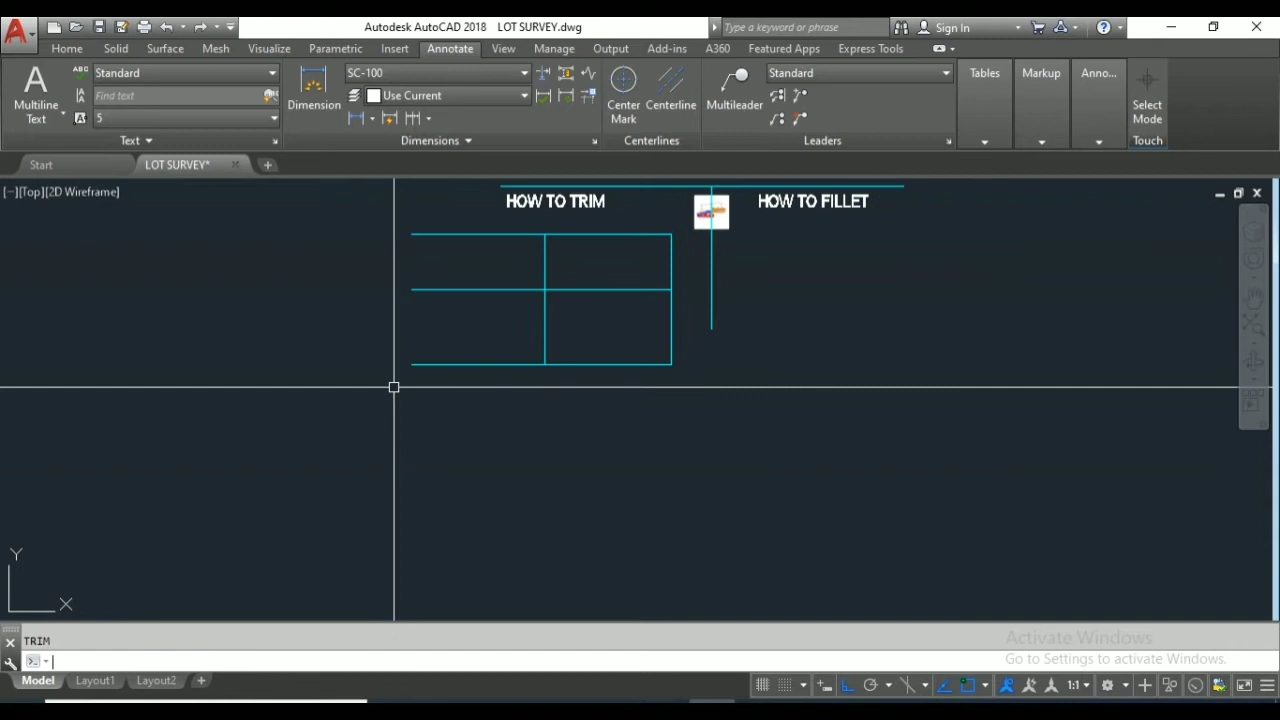 Autodesk AutoCAD 2018 LOT SURVEY.dwg
Type a keyword or phrase
Sign In
Home Solid Surface Mesh Visualize Parametric Insert Annotate View Manage Output Add-ins A360 Featured Apps Express Tools
Multiline Text
Standard
Find text
5
Dimension
SC-100
Use Current
Center Mark
Centerline
Multileader
Standard
Tables
Markup
Anno...
Select Mode
Text
Dimensions
Centerlines
Leaders
Touch
Start
LOT SURVEY*
[−][Top][2D Wireframe]
HOW TO TRIM
HOW TO FILLET
Y
X
TRIM
Activate Windows
Go to Settings to activate Windows.
Model Layout1 Layout2
1:1